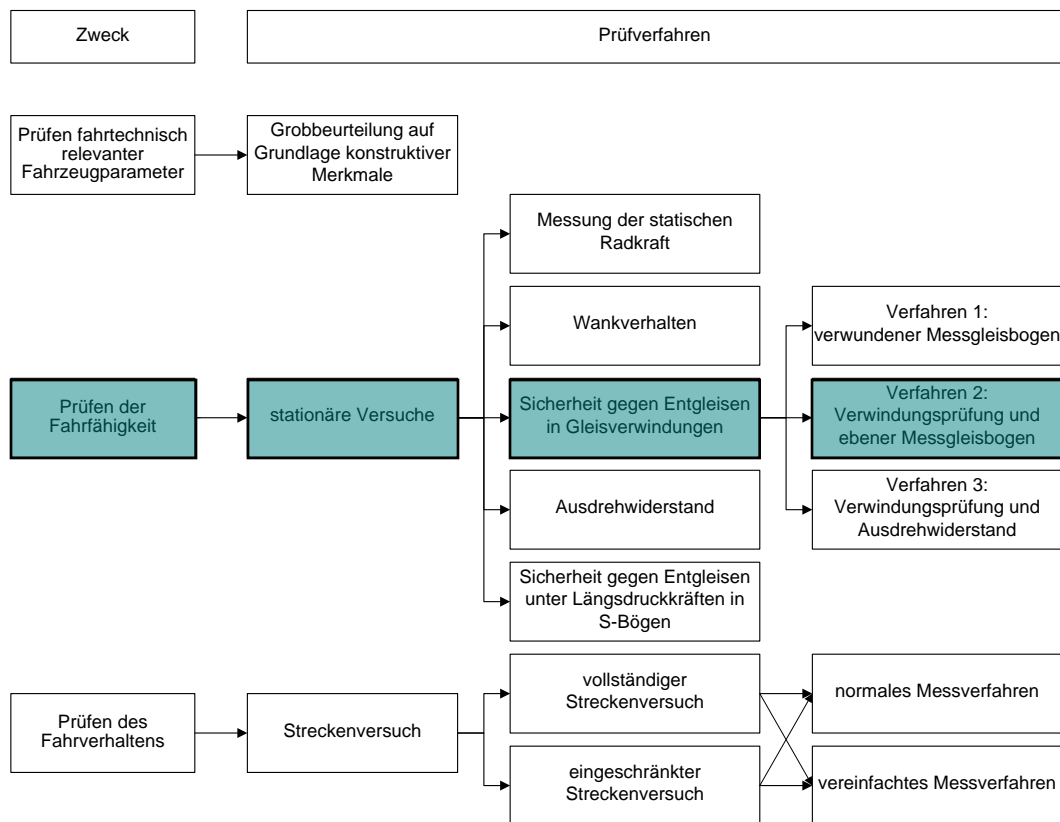 Zweck
Prüfverfahren
Prüfen fahrtechnisch
relevanter
Fahrzeugparameter
Grobbeurteilung auf
Grundlage konstruktiver
Merkmale
Messung der statischen
Radkraft
Wankverhalten
Verfahren 1:
verwundener Messgleisbogen
Prüfen der
Fahrfähigkeit
stationäre Versuche
Sicherheit gegen Entgleisen
in Gleisverwindungen
Verfahren 2:
Verwindungsprüfung und
ebener Messgleisbogen
Ausdrehwiderstand
Verfahren 3:
Verwindungsprüfung und
Ausdrehwiderstand
Sicherheit gegen Entgleisen
unter Längsdruckkräften in
S-Bögen
Prüfen des
Fahrverhaltens
Streckenversuch
vollständiger
Streckenversuch
normales Messverfahren
eingeschränkter
Streckenversuch
vereinfachtes Messverfahren